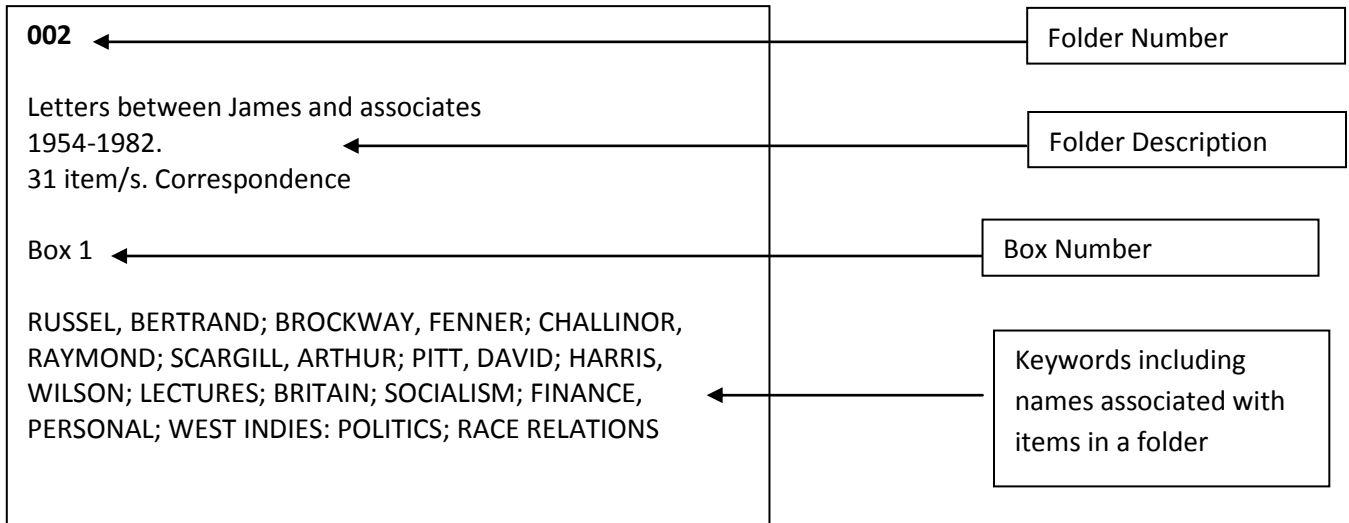 002
Folder Number
Letters between James and associates
1954-1982.
Folder Description
31 item/s. Correspondence
Box 1
Box Number
RUSSEL, BERTRAND; BROCKWAY, FENNER; CHALLINOR,
RAYMOND; SCARGILL, ARTHUR; PITT, DAVID; HARRIS,
WILSON; LECTURES; BRITAIN; SOCIALISM; FINANCE,
PERSONAL; WEST INDIES: POLITICS; RACE RELATIONS
Keywords including
names associated with
items in a folder